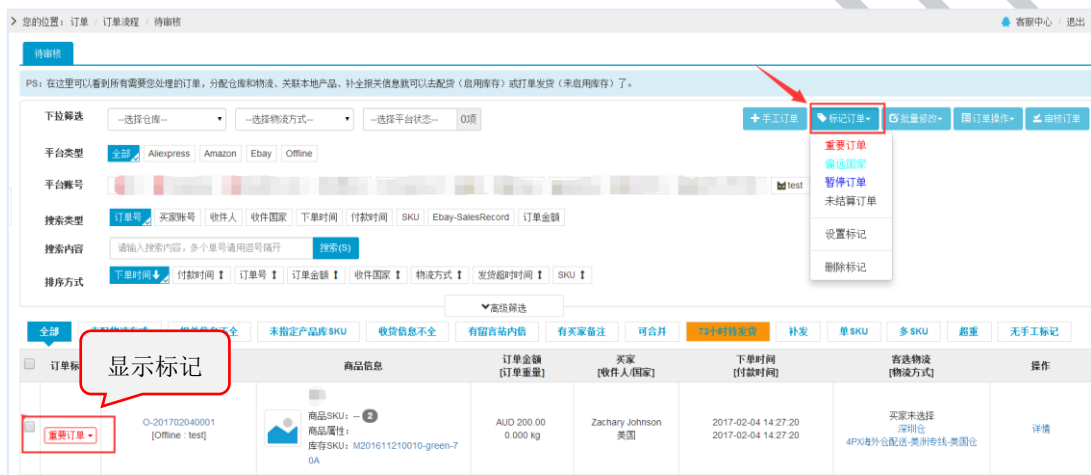 您的位置：订单 / 订单流程 / 待审核
客服中心 / 退出
待审核
PS：在这里可以看到所有需要您处理的订单，分配仓库和物流、关联本地产品、补全报关信息就可以去配货（启用库存）或打单发货（未启用库存）了。
下拉筛选 --选择仓库-- --选择物流方式-- --选择平台状态-- 0项
手工订单 标记订单 批量修改 订单操作 审核订单
重要订单
偏远国家
暂停订单
未结算订单
设置标记
删除标记
平台类型 全部 Aliexpress Amazon Ebay Offline
平台账号 test
搜索类型 订单号 买家账号 收件人 收件国家 下单时间 付款时间 SKU Ebay-SalesRecord 订单金额
搜索内容 请输入搜索内容，多个单号请用逗号隔开 搜索(S)
排序方式 下单时间 付款时间 订单号 订单金额 收件国家 物流方式 发货超时时间 SKU
高级筛选
全部 未指定产品库SKU 收货信息不全 有留言站内信 有买家备注 可合并 72小时待发货 补发 单SKU 多SKU 超重 无手工标记
显示标记
订单标 商品信息 订单金额 买家 下单时间 客选物流 操作
[订单重量] [收件人/国家] [付款时间] [物流方式]
重要订单
O-201702040001
[Offline : test]
商品SKU：-- 2
商品属性：
库存SKU：M201611210010-green-7
0A
AUD 200.00
0.000 kg
Zachary Johnson
美国
2017-02-04 14:27:20
2017-02-04 14:27:20
买家未选择
深圳仓
4PX海外仓配送-美洲专线-美国仓
详情